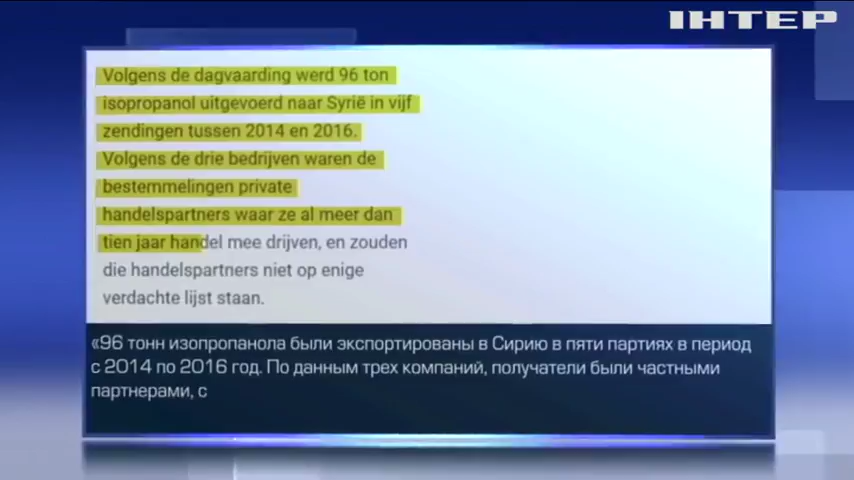 ІНТЕР
Volgens de dagvaarding werd 96 ton
isopropanol uitgevoerd naar Syrië in vijf
zendingen tussen 2014 en 2016.
Volgens de drie bedrijven waren de
bestemmelingen private
handelspartners waar ze al meer dan
tien jaar handel mee drijven, en zouden
die handelspartners niet op enige
verdachte lijst staan.
«96 тонн изопропанола были экспортированы в Сирию в пяти партиях в период
с 2014 по 2016 год. По данным трех компаний, получатели были частными
партнерами, с